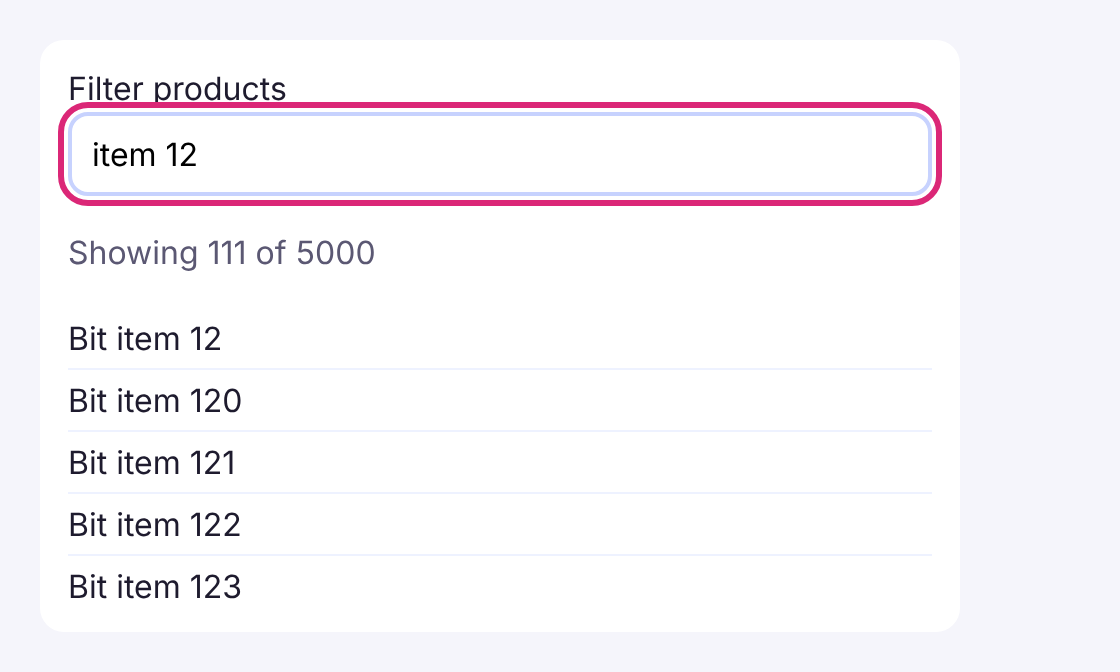 Filter products
item 12
Showing 111 of 5000
Bit item 12
Bit item 120
Bit item 121
Bit item 122
Bit item 123